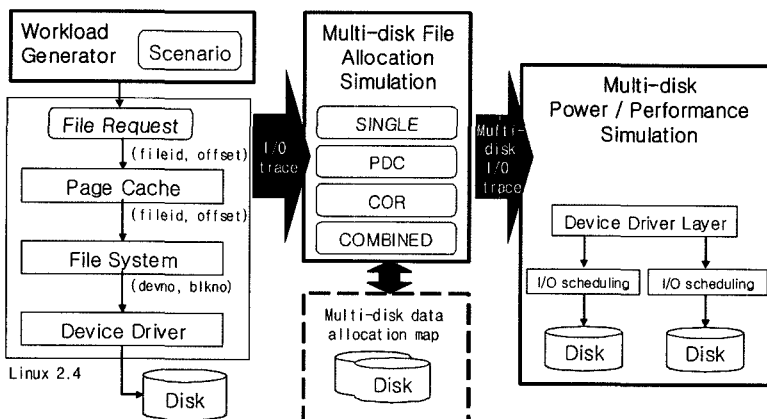 Workload
Generator
Scenario
File Request
(fileid, offset)
Page Cache
(fileid, offset)
File System
(devno, blkno)
Device Driver
Linux 2.4
Disk
I/O
trace
Multi-disk File
Allocation
Simulation
SINGLE
PDC
COR
COMBINED
Multi-disk data
allocation map
Disk
Multi-
disk
I/O
trace
Multi-disk
Power / Performance
Simulation
Device Driver Layer
I/O scheduling
I/O scheduling
Disk
Disk